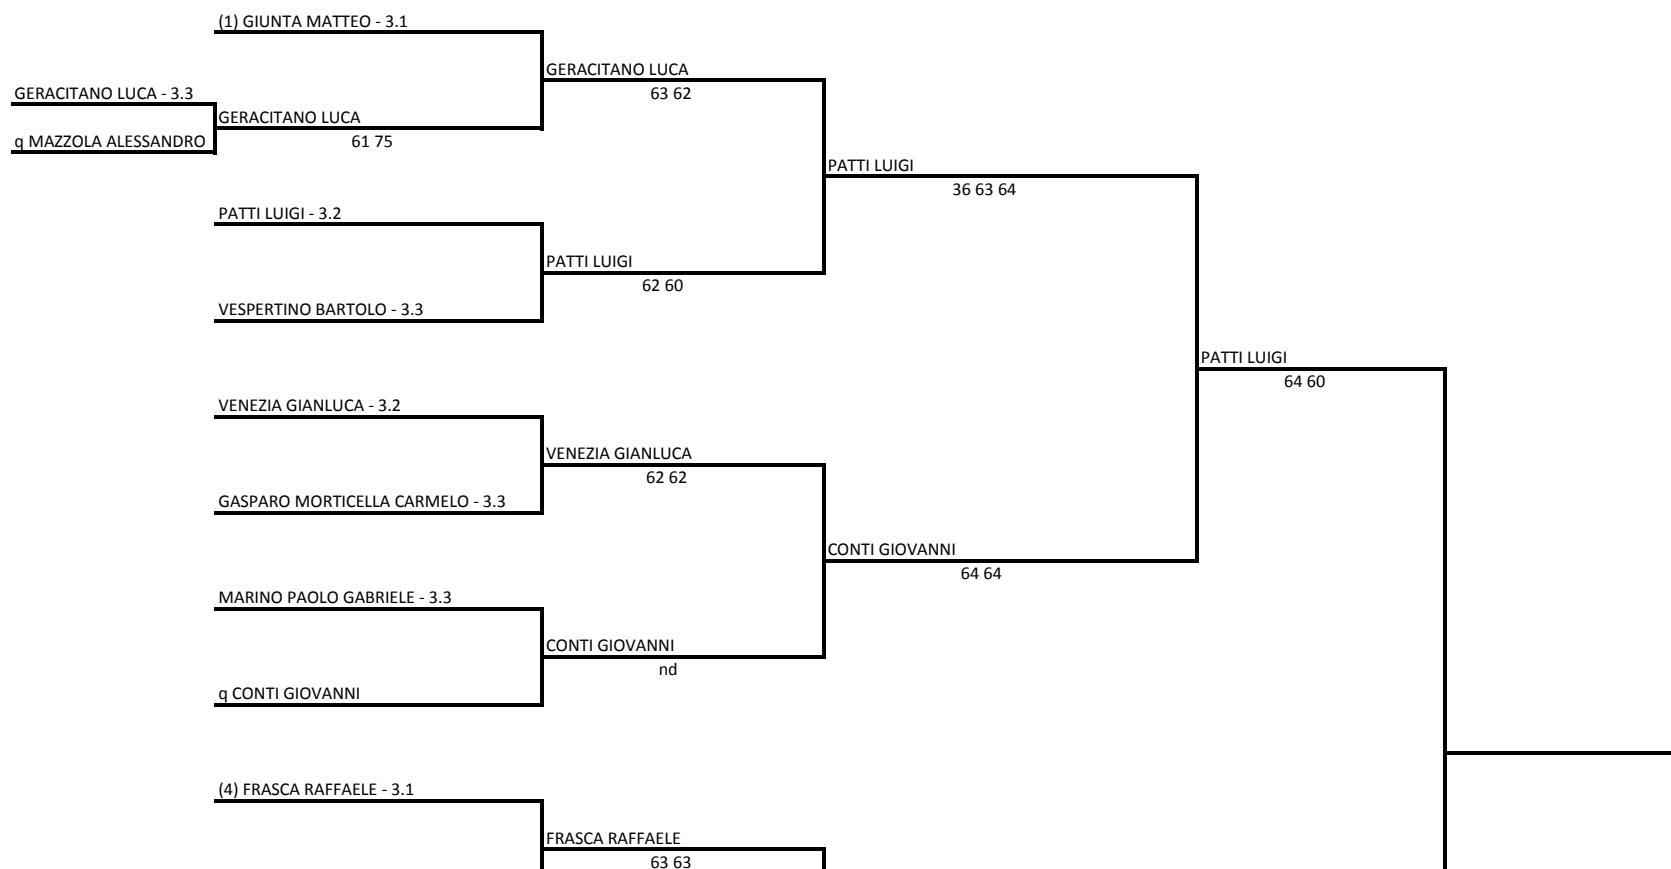 (1) GIUNTA MATTEO - 3.1
GERACITANO LUCA
63 62
GERACITANO LUCA - 3.3
GERACITANO LUCA
61 75
q MAZZOLA ALESSANDRO
PATTI LUIGI
36 63 64
PATTI LUIGI - 3.2
PATTI LUIGI
62 60
VESPERTINO BARTOLO - 3.3
PATTI LUIGI
64 60
VENEZIA GIANLUCA - 3.2
VENEZIA GIANLUCA
62 62
GASPARO MORTICELLA CARMELO - 3.3
CONTI GIOVANNI
64 64
MARINO PAOLO GABRIELE - 3.3
CONTI GIOVANNI
nd
q CONTI GIOVANNI
(4) FRASCA RAFFAELE - 3.1
FRASCA RAFFAELE
63 63